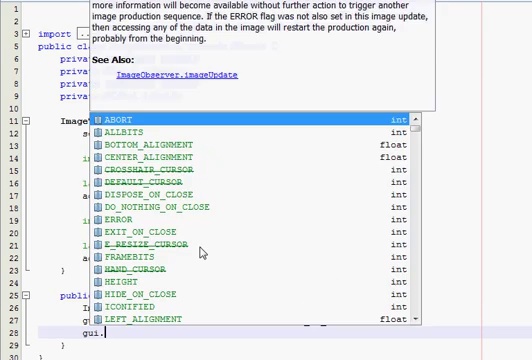 more information will become available without further action to trigger another
image production sequence. If the ERROR flag was not also set in this image update,
then accessing any of the data in the image will restart the production again,
probably from the beginning.
See Also:
ImageObserver.imageUpdate
1
2
3 import ..
5 public c
6 priva
7 priva
8 priva
9 priva
10
11 Image
ABORT int
12 s
ALLBITS int
13
BOTTOM_ALIGNMENT float
14 i
CENTER_ALIGNMENT float
15
CROSSHAIR_CURSOR int
16 l
DEFAULT_CURSOR int
17 a
DISPOSE_ON_CLOSE int
18
DO_NOTHING_ON_CLOSE int
19 i
ERROR int
20
EXIT_ON_CLOSE int
21 l
E_RESIZE_CURSOR int
22 a
FRAMEBITS int
23 }
HAND_CURSOR int
24
HEIGHT int
25 publi
HIDE_ON_CLOSE int
26 I
ICONIFIED int
27 g
LEFT_ALIGNMENT float
28 gui.
29 }
30 }